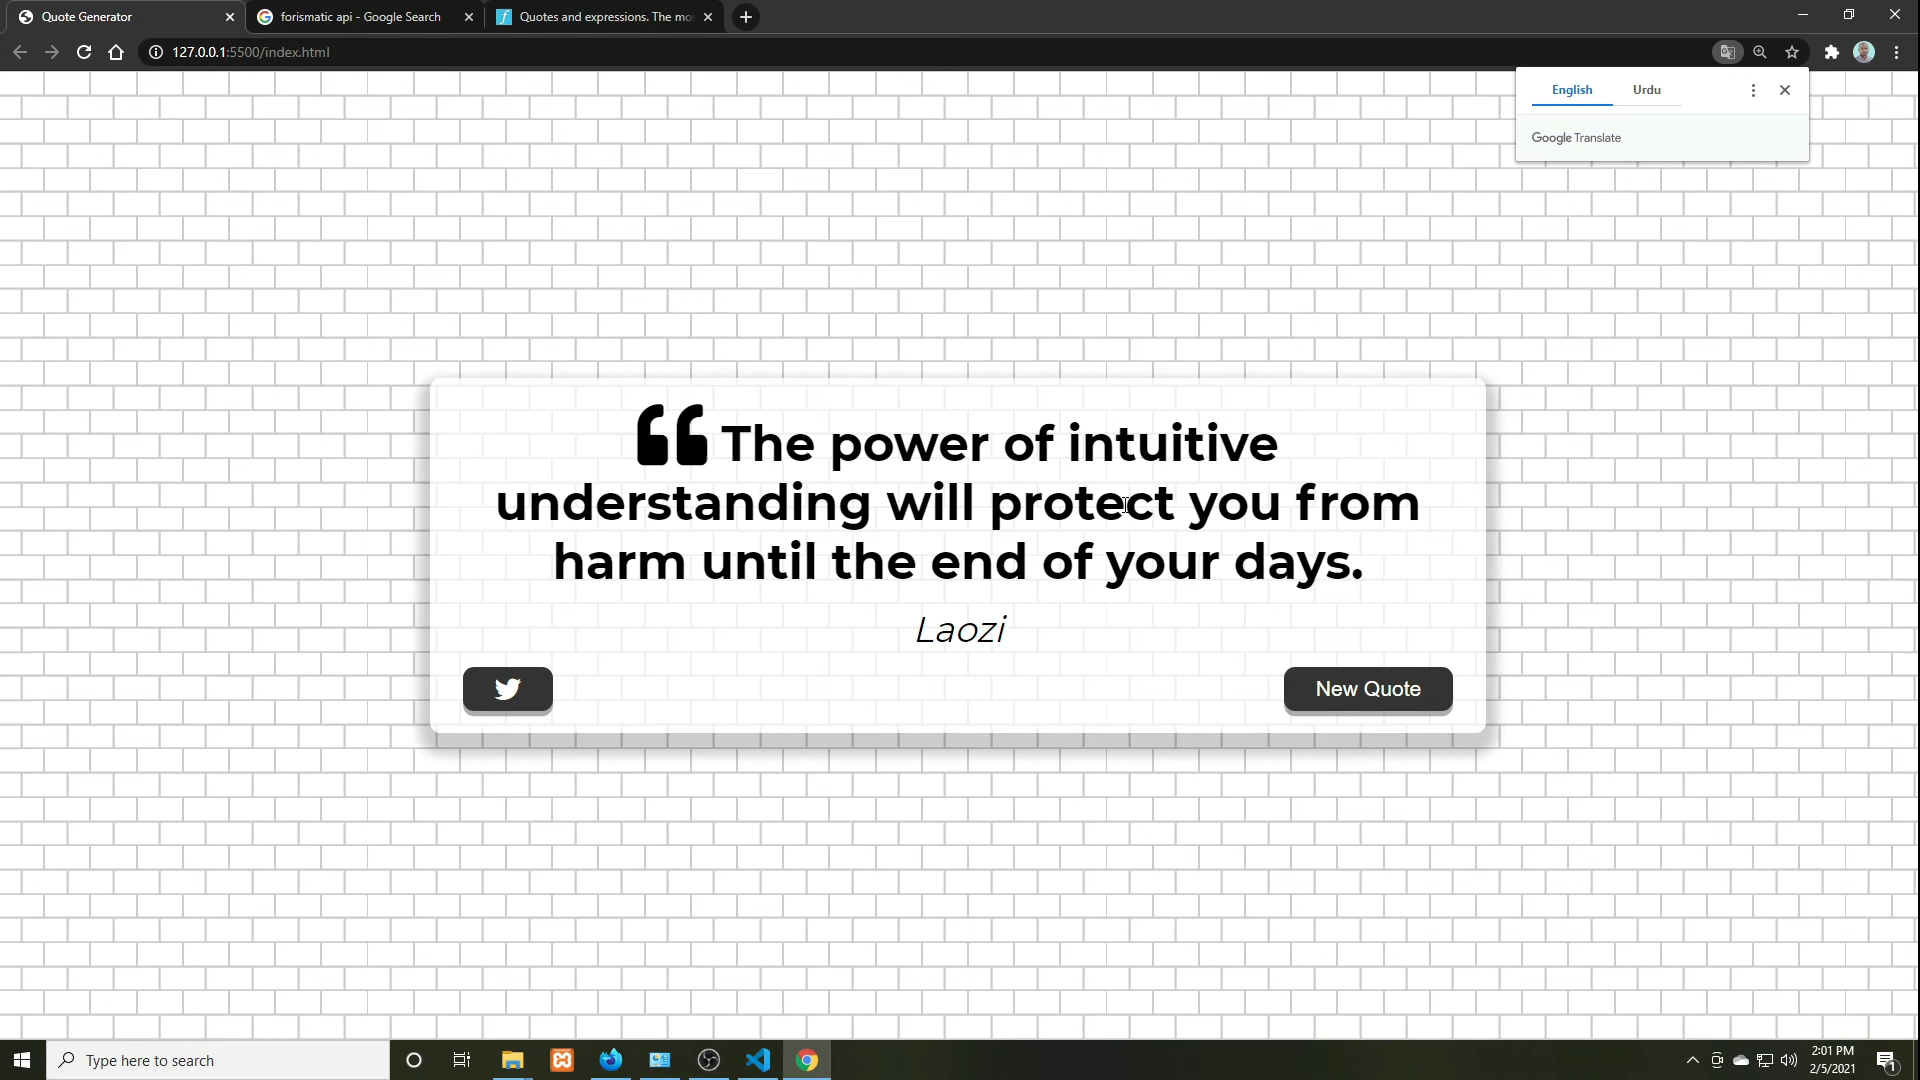 Quote Generator
forismatic api - Google Search
Quotes and expressions. The mo
127.0.0.1:5500/index.html
English
Urdu
Google Translate
The power of intuitive
understanding will protect you from
harm until the end of your days.
Laozi
New Quote
Type here to search
2:01 PM
2/5/2021
1